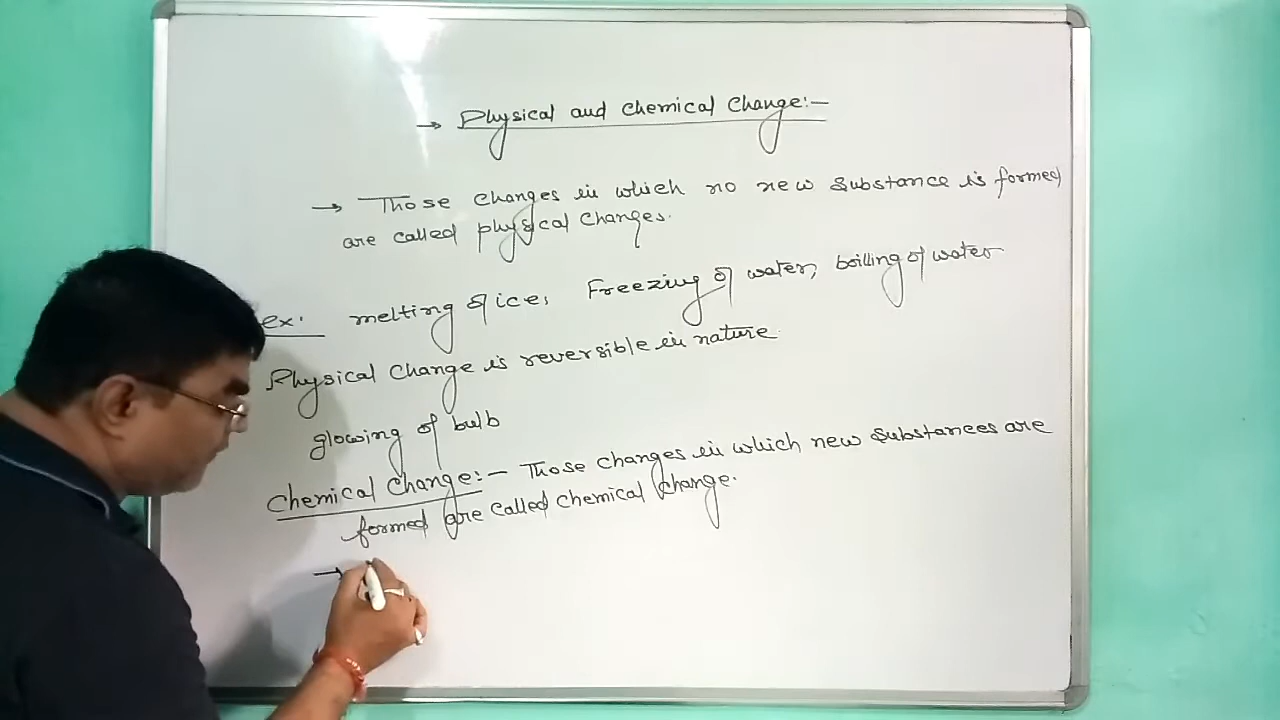 → Physical and Chemical Change:-
→ Those changes in which no new substance is formed
are called physical changes.
ex. melting of ice, Freezing of water, boilling of water
Physical Change is reversible in nature
glowing of bulb
Chemical Change:- Those changes in which new substances are
formed are called chemical change.
→